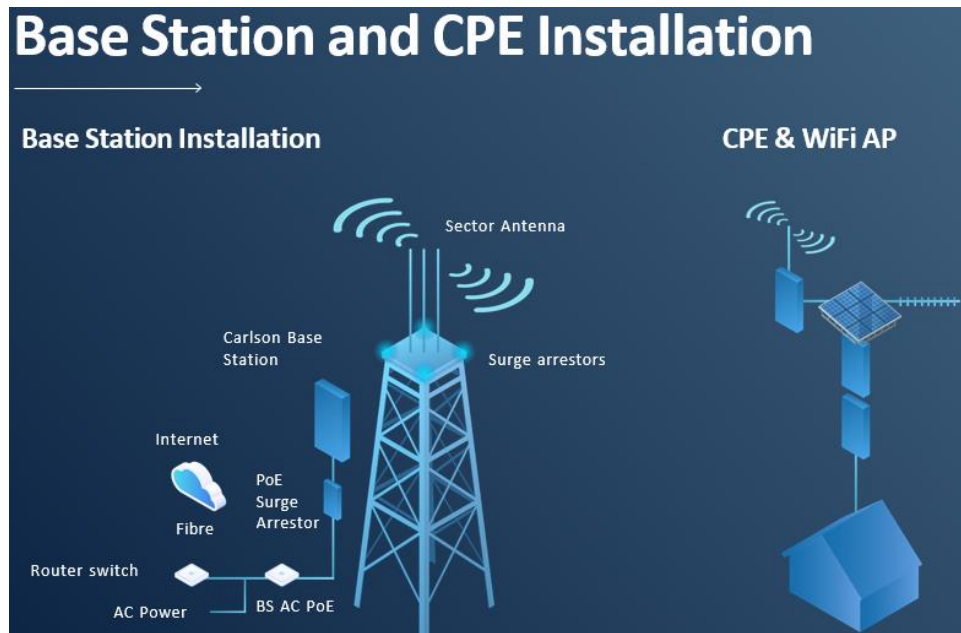 Base Station and CPE Installation
Base Station Installation
CPE & WiFi AP
Sector Antenna
Carlson Base
Station
Surge arrestors
Internet
PoE
Surge
Arrestor
Fibre
Router switch
AC Power
BS AC PoE